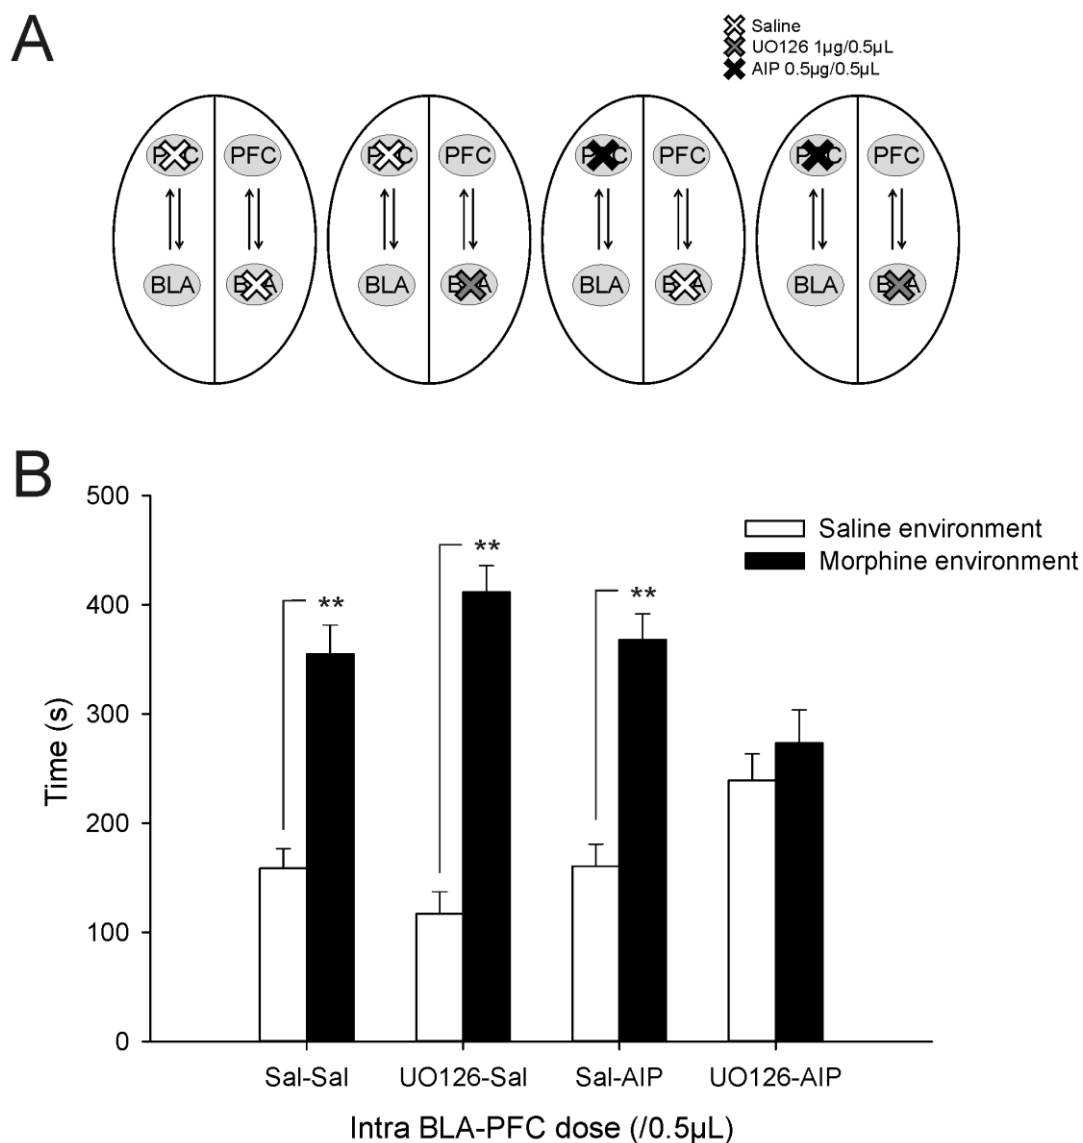 A
Saline
UO126 1µg/0.5µL
AIP 0.5µg/0.5µL
PFC PFC PFC PFC PFC PFC PFC PFC
BLA BLA BLA BLA BLA BLA BLA BLA
B
500
400
300
200
100
0
Time (s)
Saline environment
Morphine environment
**
**
**
Sal-Sal UO126-Sal Sal-AIP UO126-AIP
Intra BLA-PFC dose (/0.5µL)